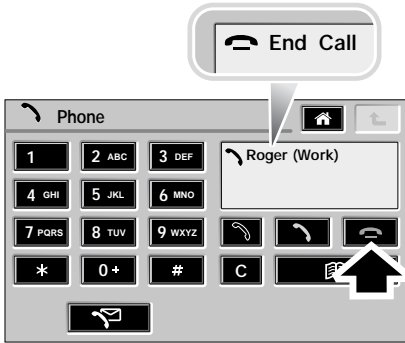 End Call
Phone
Roger (Work)
1 2 ABC 3 DEF
4 GHI 5 JKL 6 MNO
7 PQRS 8 TUV 9 WXYZ
* 0 + # C